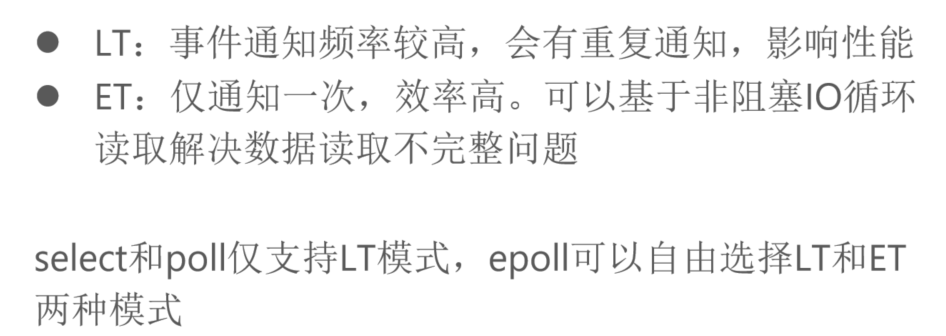 ● LT：事件通知频率较高，会有重复通知，影响性能
● ET：仅通知一次，效率高。可以基于非阻塞IO循环
读取解决数据读取不完整问题
select和poll仅支持LT模式，epoll可以自由选择LT和ET
两种模式